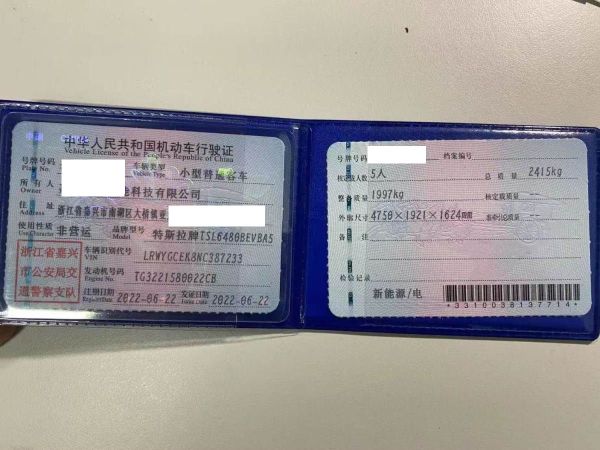 中华人民共和国机动车行驶证
Vehicle License of the People's Republic of China
号牌号码 Plate No. 车辆类型 Vehicle Type 小型普通客车
所有人 Owner 科技有限公司
住址 Address 浙江省嘉兴市南湖区大桥镇亚
使用性质 Use Character 非营运 品牌型号 Model 特斯拉牌TSL6480BEVBA5
浙江省嘉兴市公安局交通警察支队
车辆识别代号 VIN LRWYGCEK8NC387233
发动机号码 Engine No. TG3221580022CB
注册日期 Register Date 2022-06-22 发证日期 Issue Date 2022-06-22
号牌号码 档案编号
核定载人数 5人 总质量 2415kg
整备质量 1997kg 核定载质量 --
外廓尺寸 4750×1921×1624mm 准牵引总质量 --
备注
检验记录
新能源/电
*3310038137714*